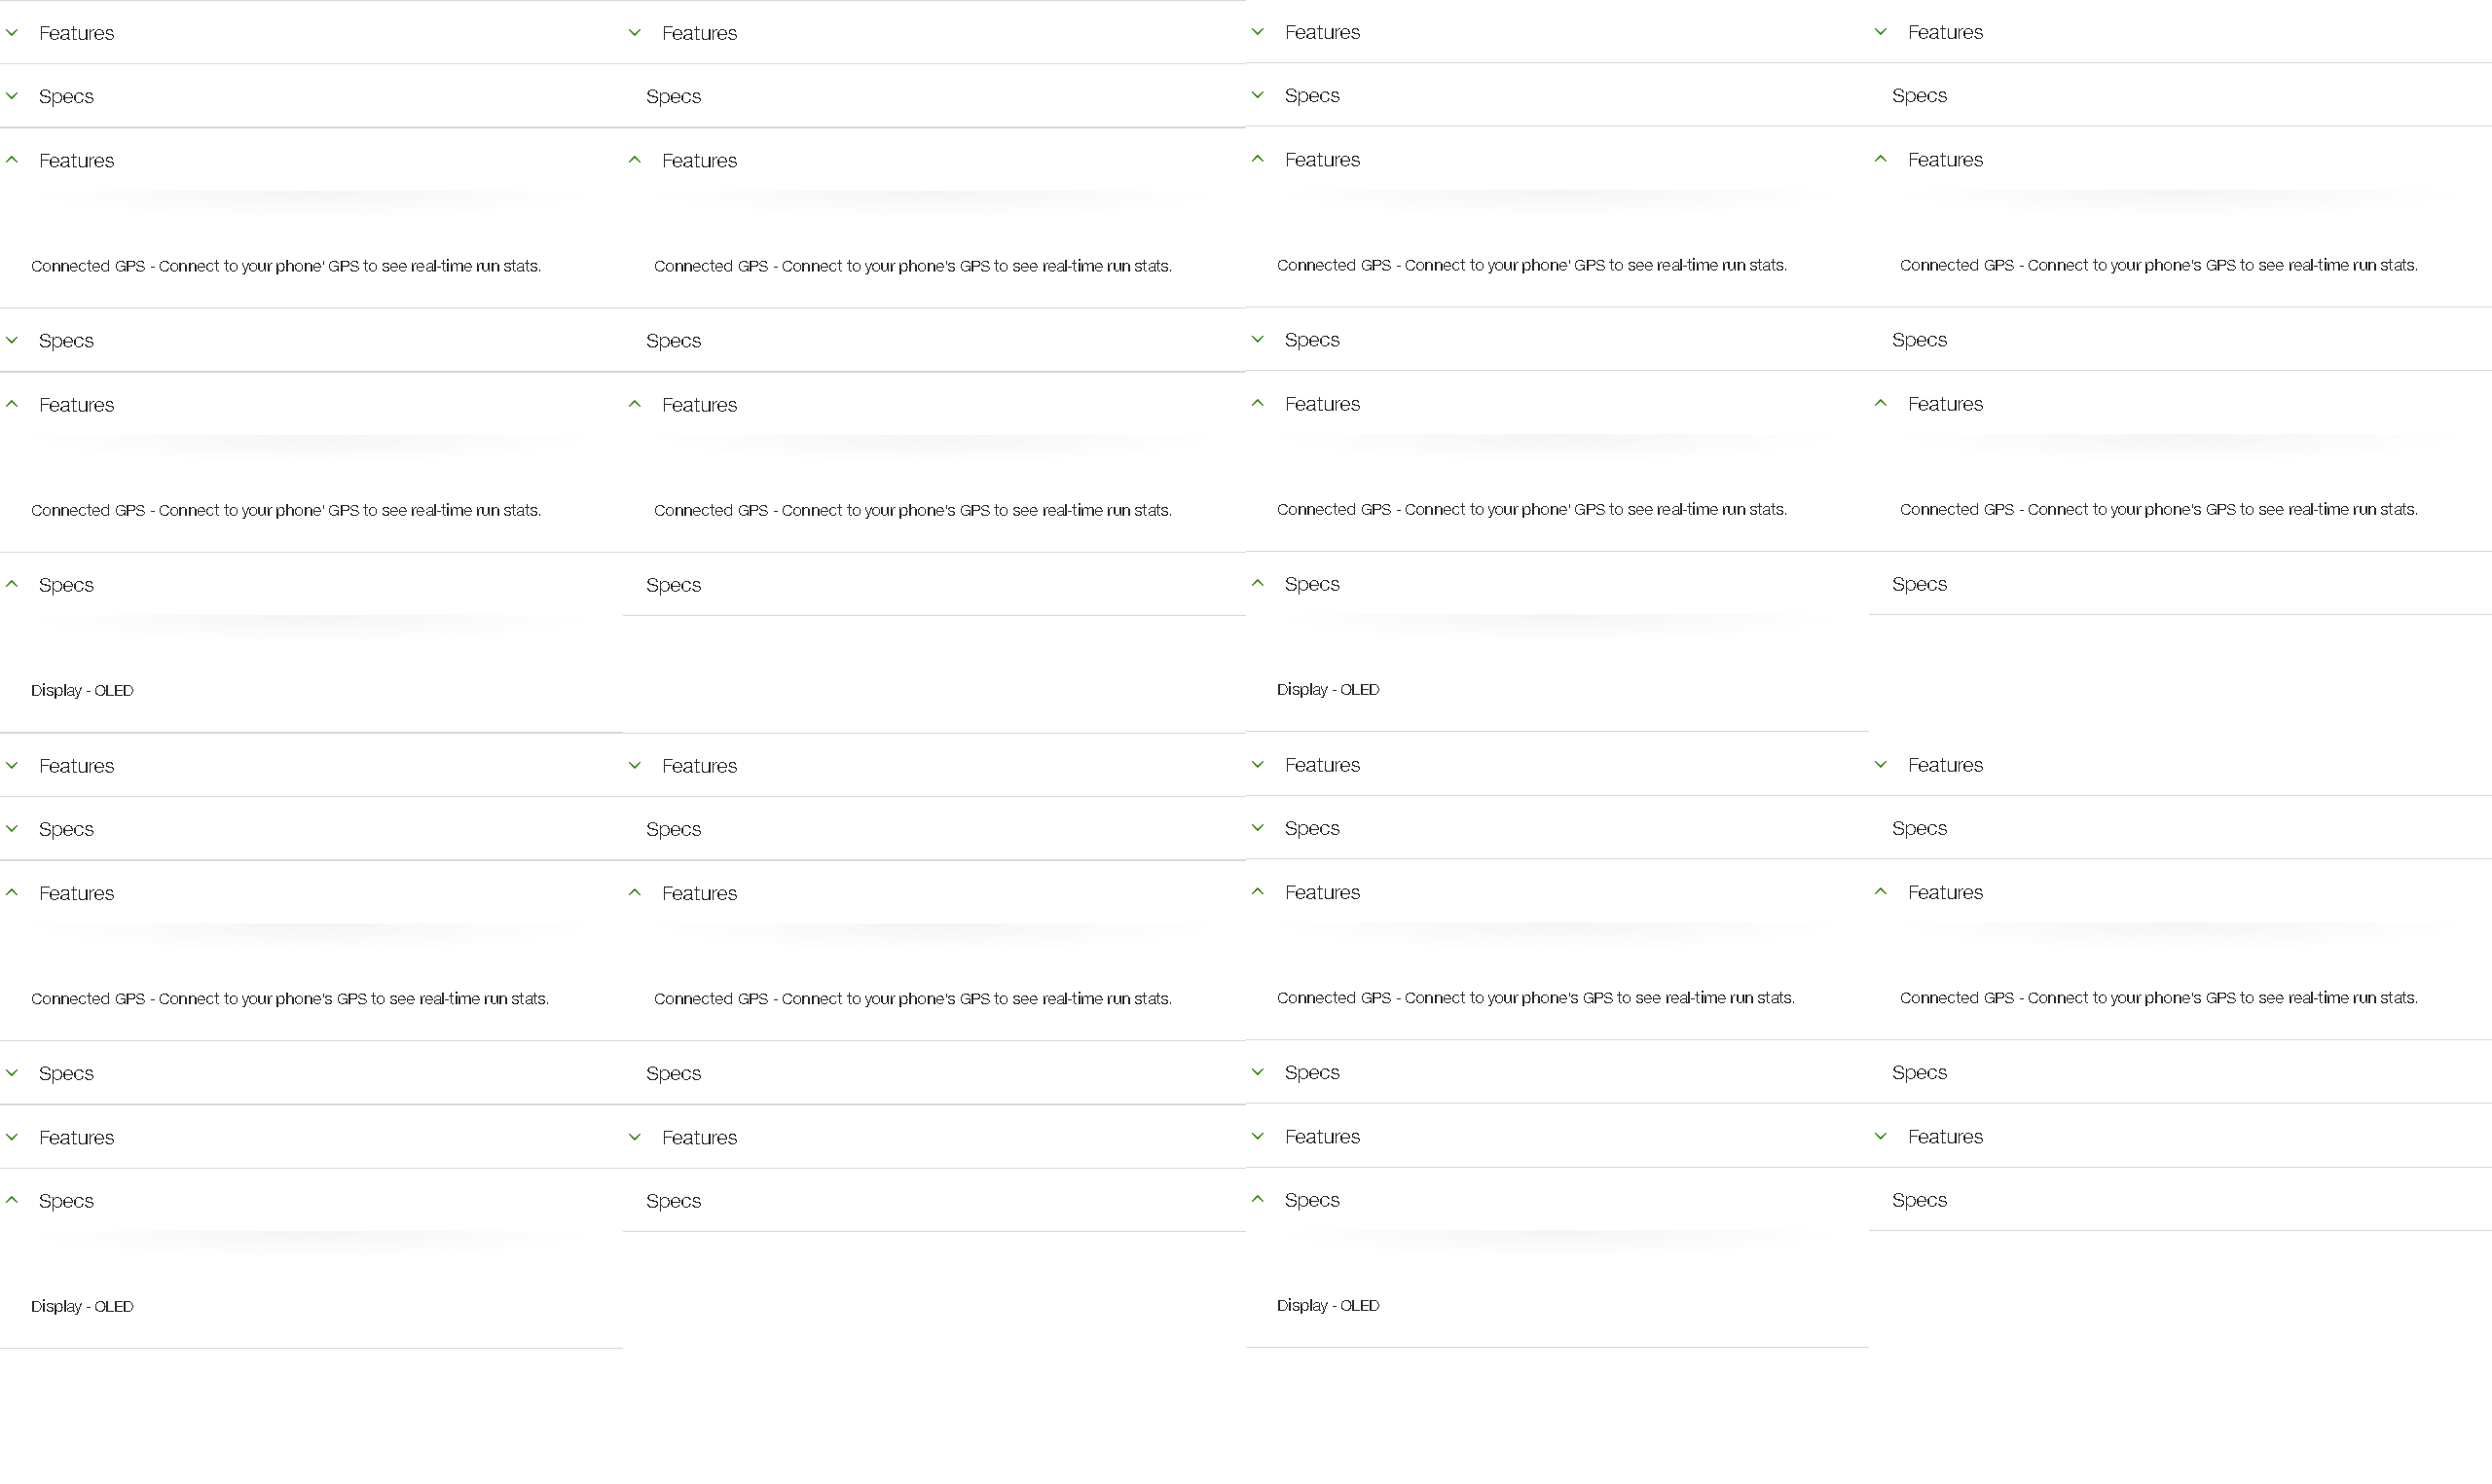 Features Features Features Features
Specs Specs Specs Specs
Features Features Features Features
Connected GPS - Connect to your phone' GPS to see real-time run stats. Connected GPS - Connect to your phone's GPS to see real-time run stats. Connected GPS - Connect to your phone' GPS to see real-time run stats. Connected GPS - Connect to your phone's GPS to see real-time run stats.
Specs Specs Specs Specs
Features Features Features Features
Connected GPS - Connect to your phone' GPS to see real-time run stats. Connected GPS - Connect to your phone's GPS to see real-time run stats. Connected GPS - Connect to your phone' GPS to see real-time run stats. Connected GPS - Connect to your phone's GPS to see real-time run stats.
Specs Specs Specs Specs
Display - OLED Display - OLED
Features Features Features Features
Specs Specs Specs Specs
Features Features Features Features
Connected GPS - Connect to your phone's GPS to see real-time run stats. Connected GPS - Connect to your phone's GPS to see real-time run stats. Connected GPS - Connect to your phone's GPS to see real-time run stats. Connected GPS - Connect to your phone's GPS to see real-time run stats.
Specs Specs Specs Specs
Features Features Features Features
Specs Specs Specs Specs
Display - OLED Display - OLED